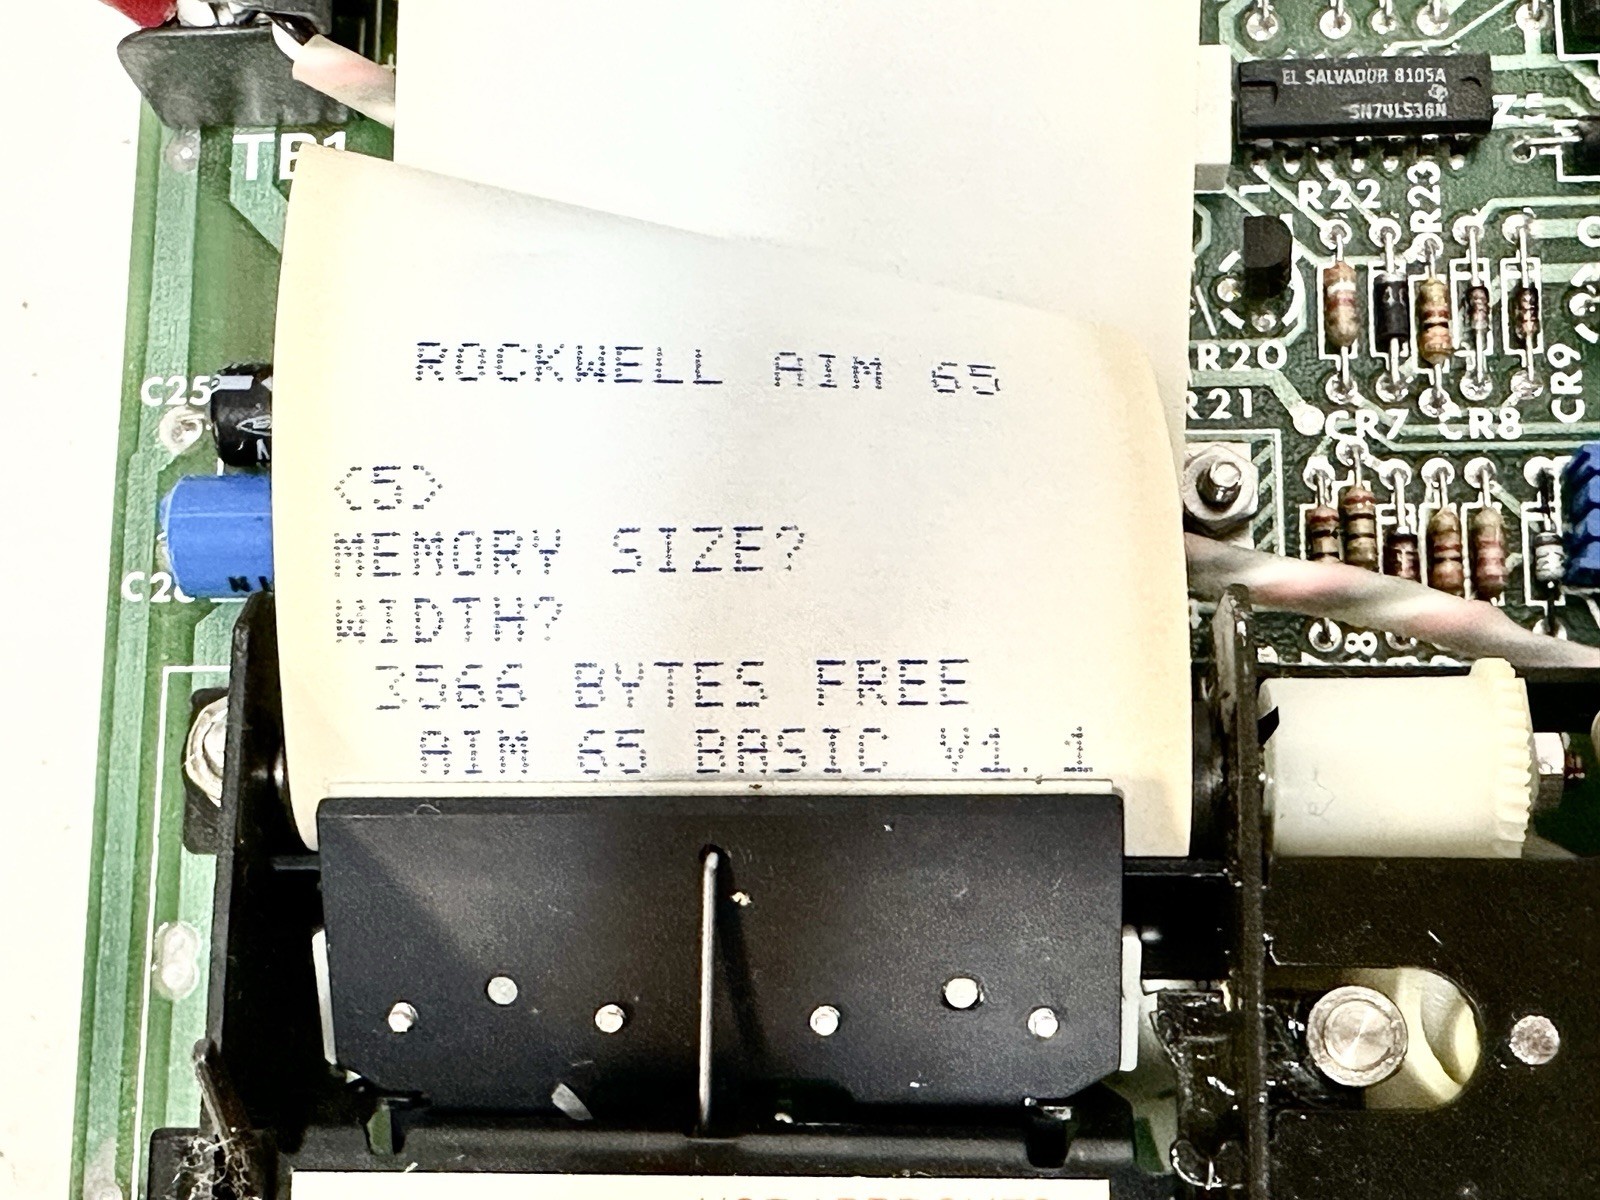 EL SALVADOR 8105A
SN74LS38N
TB1
R22
R23
ROCKWELL AIM 65
R20
R21
C25
CR7
CR8
CR9
<5>
MEMORY SIZE?
WIDTH?
3566 BYTES FREE
AIM 65 BASIC V1.1